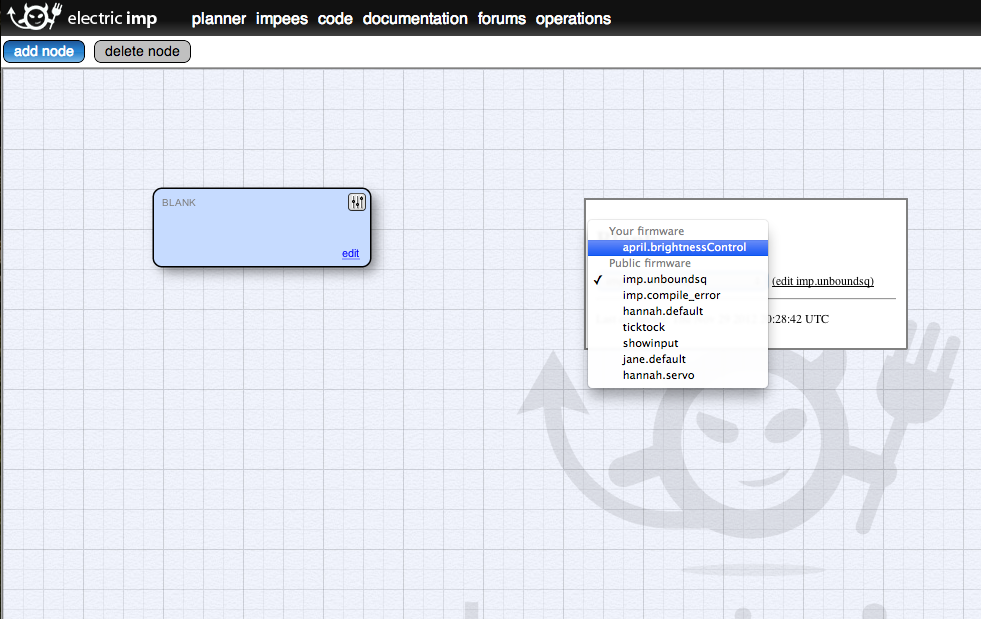 electric imp planner impees code documentation forums operations
add node delete node
BLANK
edit
Your firmware
april.brightnessControl
Public firmware
✓ imp.unboundsq
(edit imp.unboundsq)
imp.compile_error
hannah.default
ticktock
:28:42 UTC
showinput
jane.default
hannah.servo